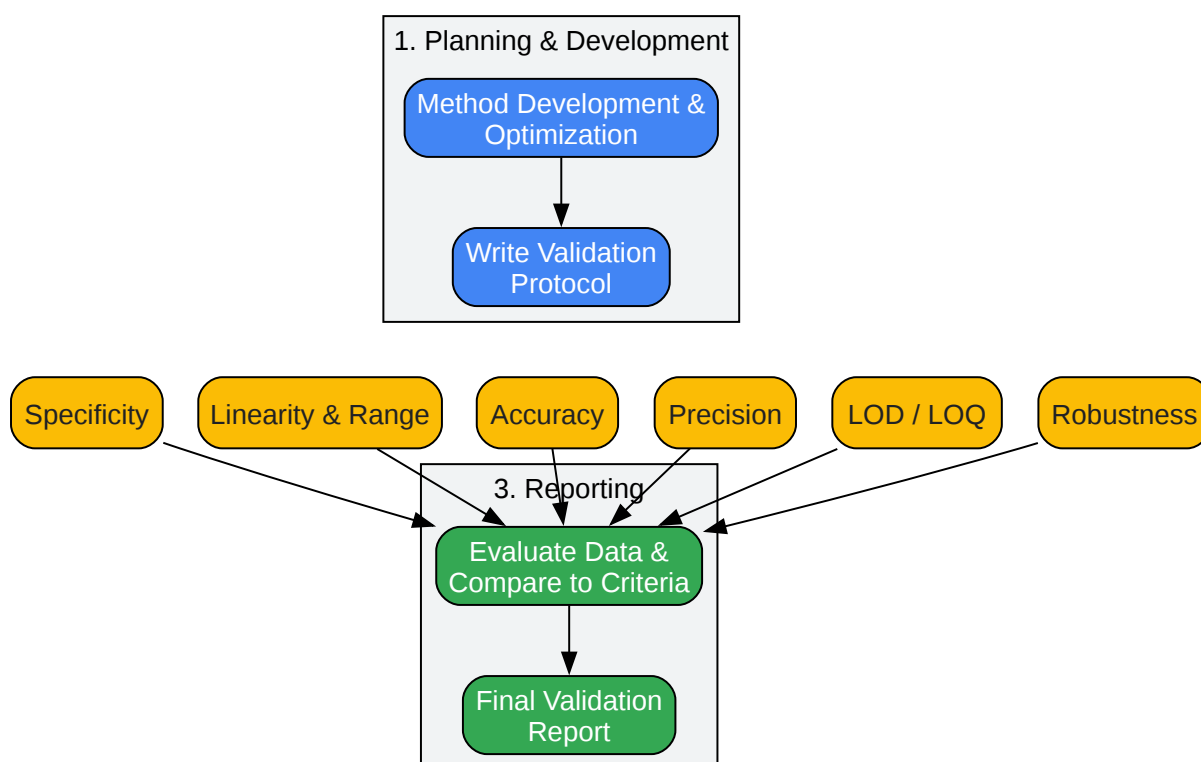 1. Planning & Development
Method Development &
Optimization
Write Validation
Protocol
Specificity
Linearity & Range
Accuracy
Precision
LOD / LOQ
Robustness
3. Reporting
Evaluate Data &
Compare to Criteria
Final Validation
Report